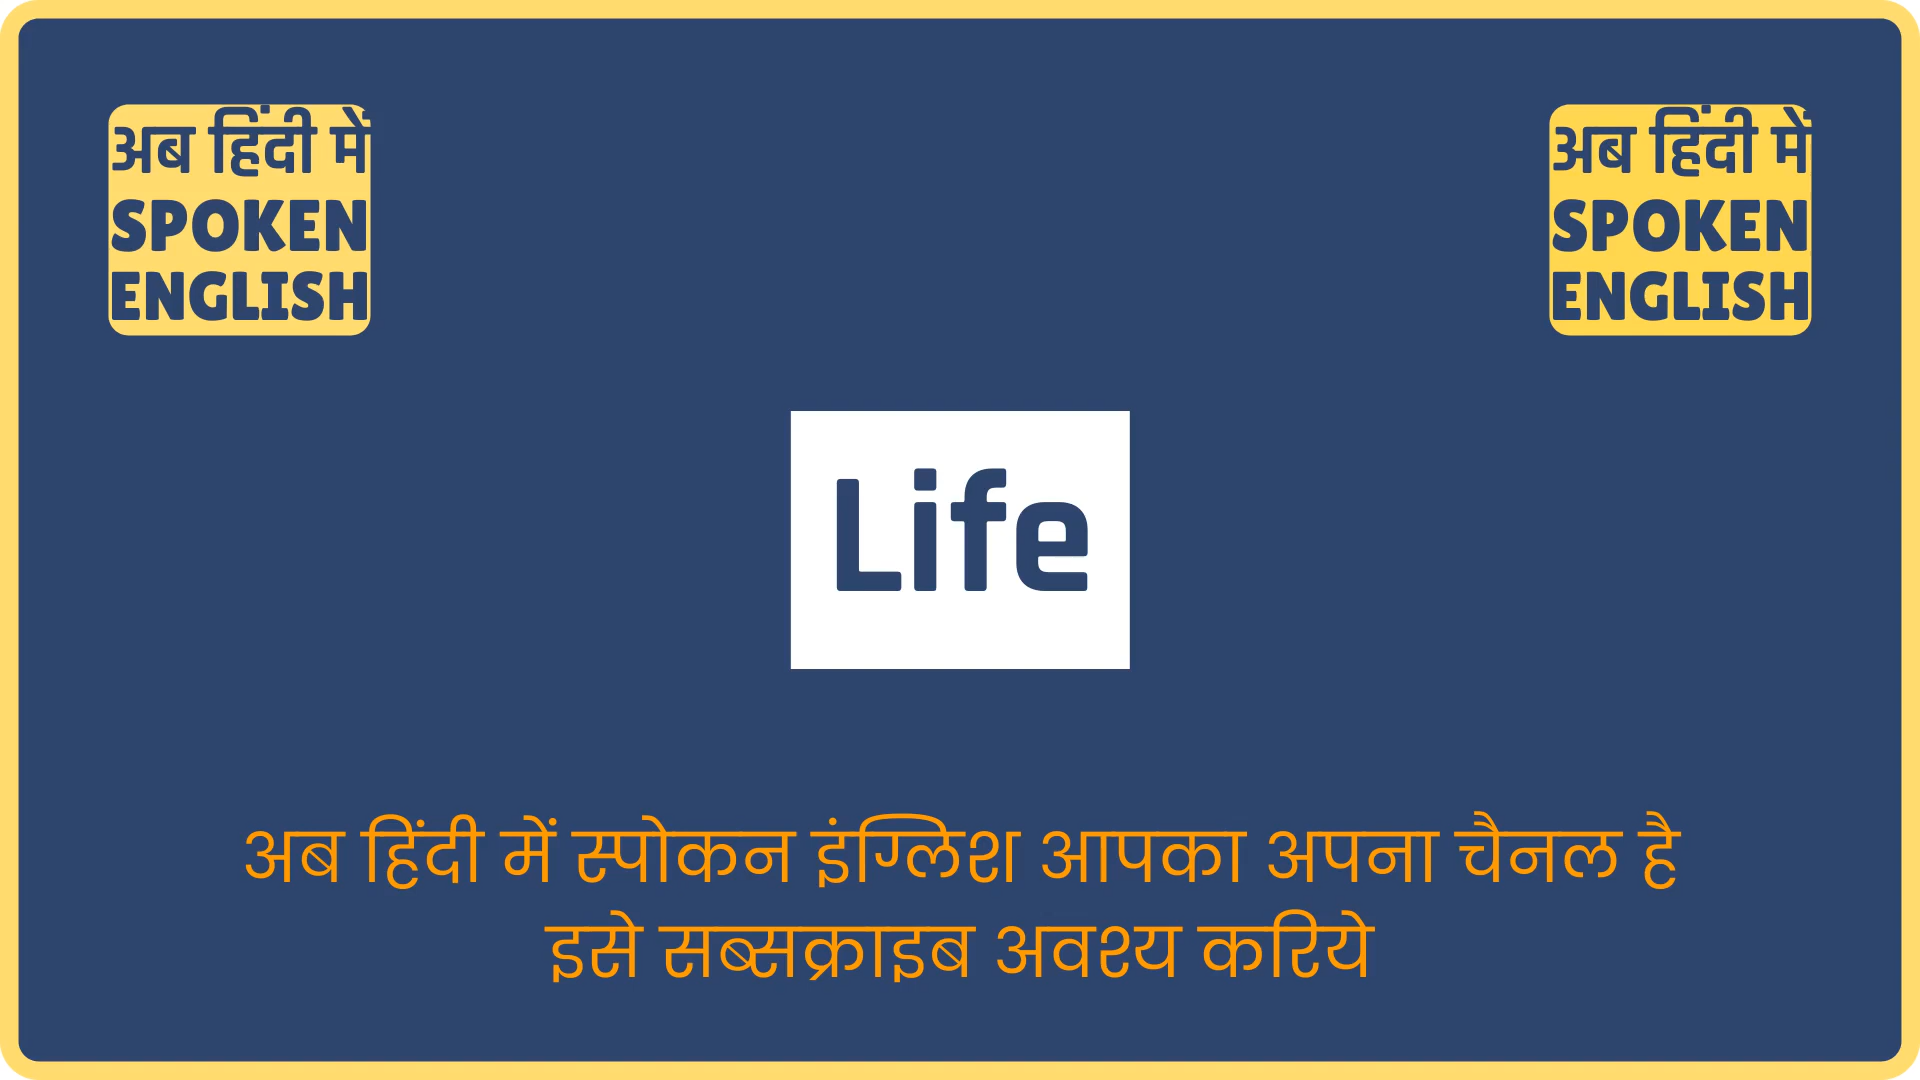 अब हिंदी में
SPOKEN
ENGLISH
अब हिंदी में
SPOKEN
ENGLISH
Life
अब हिंदी में स्पोकन इंग्लिश आपका अपना चैनल है
इसे सब्सक्राइब अवश्य करिये